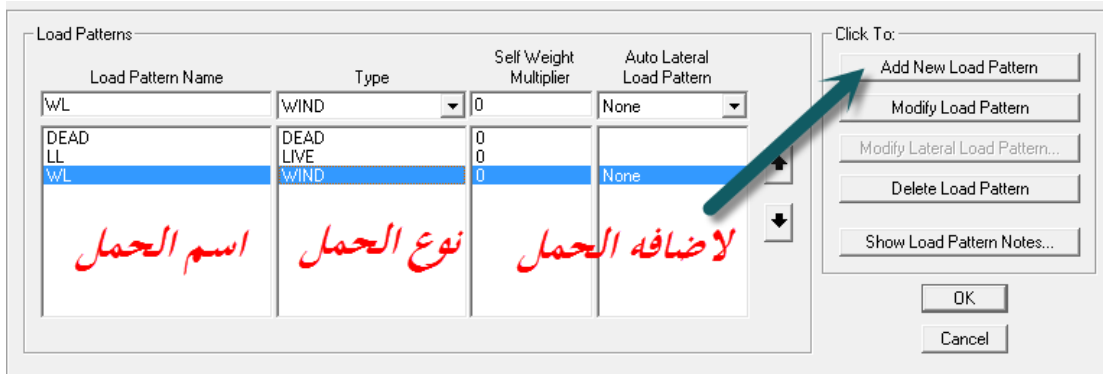 Load Patterns
Click To:
Load Pattern Name
Type
Self Weight
Multiplier
Auto Lateral
Load Pattern
WL
WIND
0
None
DEAD
DEAD
0
LL
LIVE
0
WL
WIND
0
None
اسم الحمل
نوع الحمل
لاضافه الحمل
Add New Load Pattern
Modify Load Pattern
Modify Lateral Load Pattern...
Delete Load Pattern
Show Load Pattern Notes...
OK
Cancel